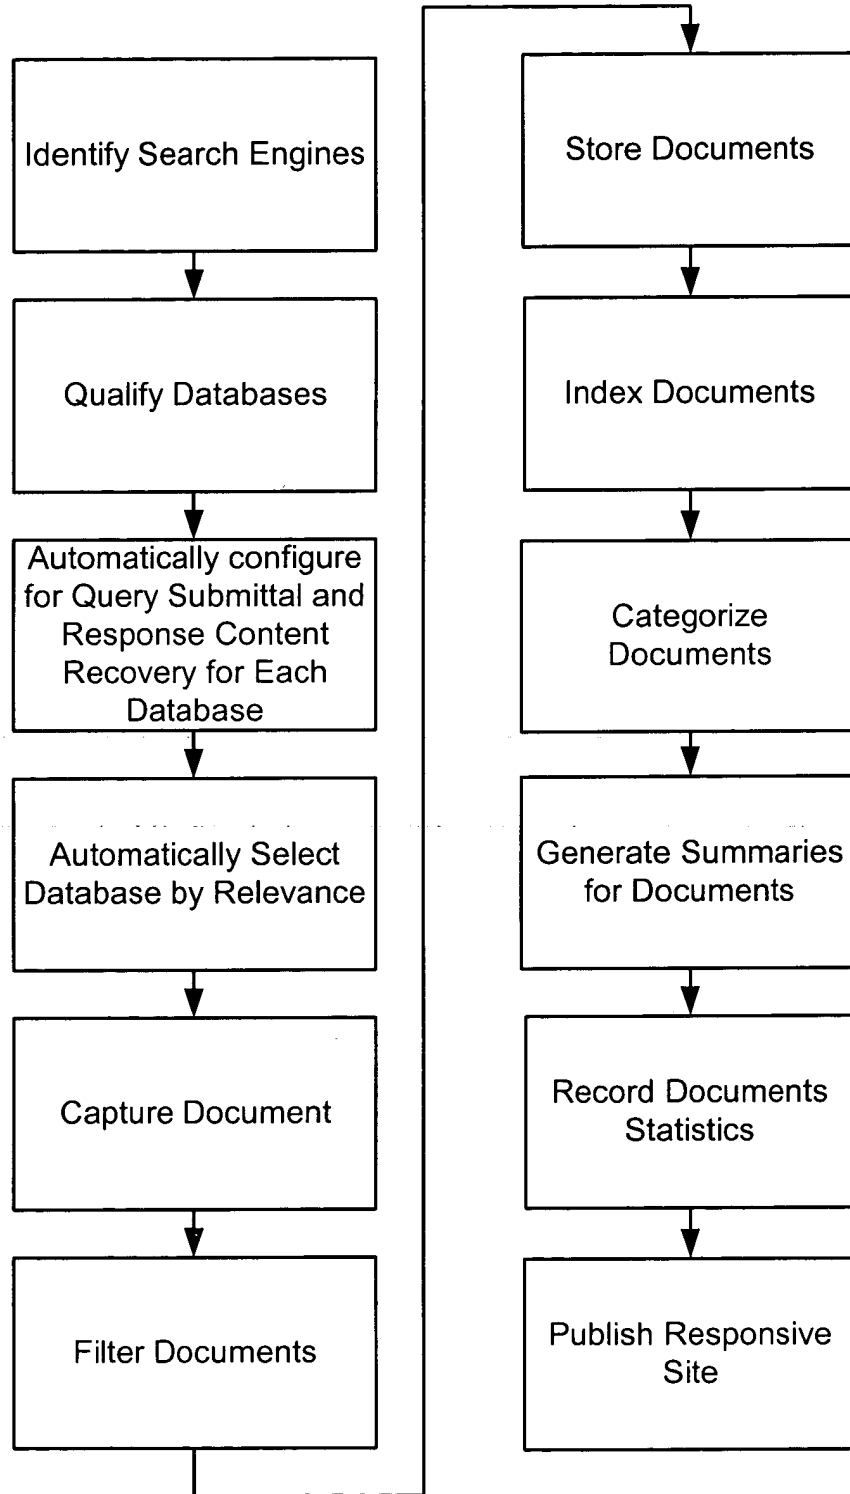 Identify Search Engines
Qualify Databases
Automatically configure
for Query Submittal and
Response Content
Recovery for Each
Database
Automatically Select
Database by Relevance
Capture Document
Filter Documents
Store Documents
Index Documents
Categorize
Documents
Generate Summaries
for Documents
Record Documents
Statistics
Publish Responsive
Site